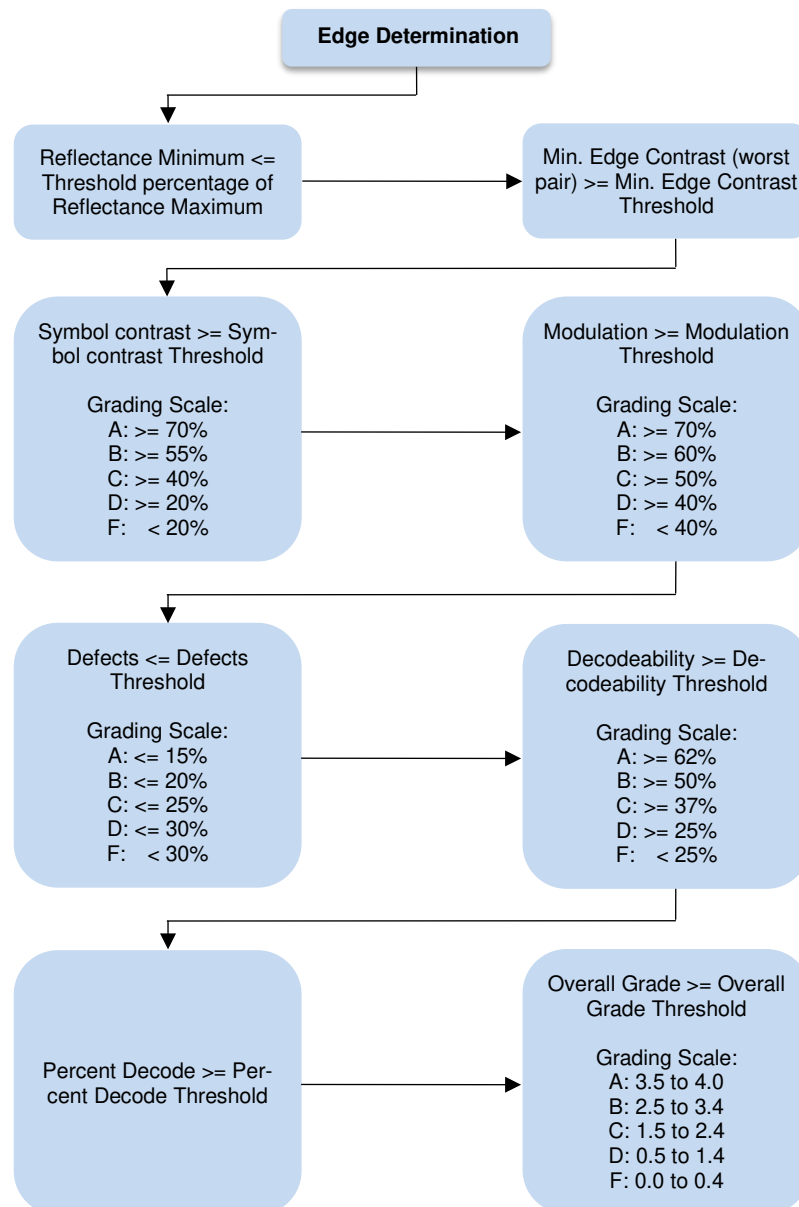 Edge Determination
Reflectance Minimum <=
Threshold percentage of
Reflectance Maximum
Min. Edge Contrast (worst
pair) >= Min. Edge Contrast
Threshold
Symbol contrast >= Sym-
bol contrast Threshold
Grading Scale:
A: >= 70%
B: >= 55%
C: >= 40%
D: >= 20%
F: < 20%
Modulation >= Modulation
Threshold
Grading Scale:
A: >= 70%
B: >= 60%
C: >= 50%
D: >= 40%
F: < 40%
Defects <= Defects
Threshold
Grading Scale:
A: <= 15%
B: <= 20%
C: <= 25%
D: <= 30%
F: < 30%
Decodeability >= De-
codeability Threshold
Grading Scale:
A: >= 62%
B: >= 50%
C: >= 37%
D: >= 25%
F: < 25%
Percent Decode >= Per-
cent Decode Threshold
Overall Grade >= Overall
Grade Threshold
Grading Scale:
A: 3.5 to 4.0
B: 2.5 to 3.4
C: 1.5 to 2.4
D: 0.5 to 1.4
F: 0.0 to 0.4